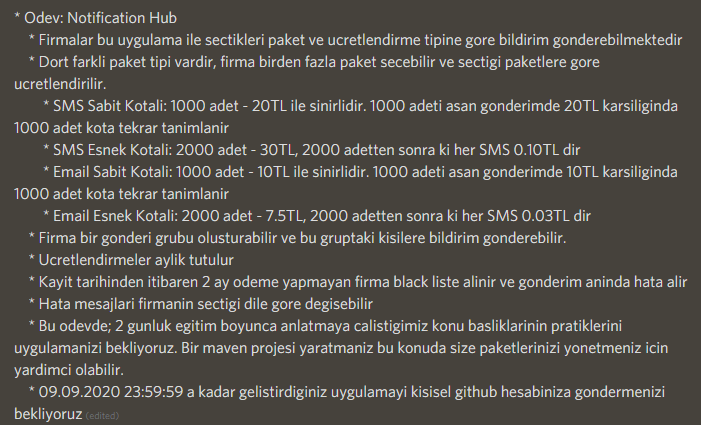 * Odev: Notification Hub
* Firmalar bu uygulama ile sectikleri paket ve ucretlendirme tipine gore bildirim gonderebilmektedir
* Dort farkli paket tipi vardir, firma birden fazla paket secebilir ve sectigi paketlere gore
ucretlendirilir.
* SMS Sabit Kotali: 1000 adet - 20TL ile sinirlidir. 1000 adeti asan gonderimde 20TL karsiliginda
1000 adet kota tekrar tanimlanir
* SMS Esnek Kotali: 2000 adet - 30TL, 2000 adetten sonra ki her SMS 0.10TL dir
* Email Sabit Kotali: 1000 adet - 10TL ile sinirlidir. 1000 adeti asan gonderimde 10TL karsiliginda
1000 adet kota tekrar tanimlanir
* Email Esnek Kotali: 2000 adet - 7.5TL, 2000 adetten sonra ki her SMS 0.03TL dir
* Firma bir gonderi grubu olusturabilir ve bu gruptaki kisilere bildirim gonderebilir.
* Ucretlendirmeler aylik tutulur
* Kayit tarihinden itibaren 2 ay odeme yapmayan firma black liste alinir ve gonderim aninda hata alir
* Hata mesajlari firmanin sectigi dile gore degisebilir
* Bu odevde; 2 gunluk egitim boyunca anlatmaya calistigimiz konu basliklarinin pratiklerini
uygulamanizi bekliyoruz. Bir maven projesi yaratmaniz bu konuda size paketlerinizi yonetmeniz icin
yardimci olabilir.
* 09.09.2020 23:59:59 a kadar gelistirdiginiz uygulamayi kisisel github hesabiniza gondermenizi
bekliyoruz (edited)